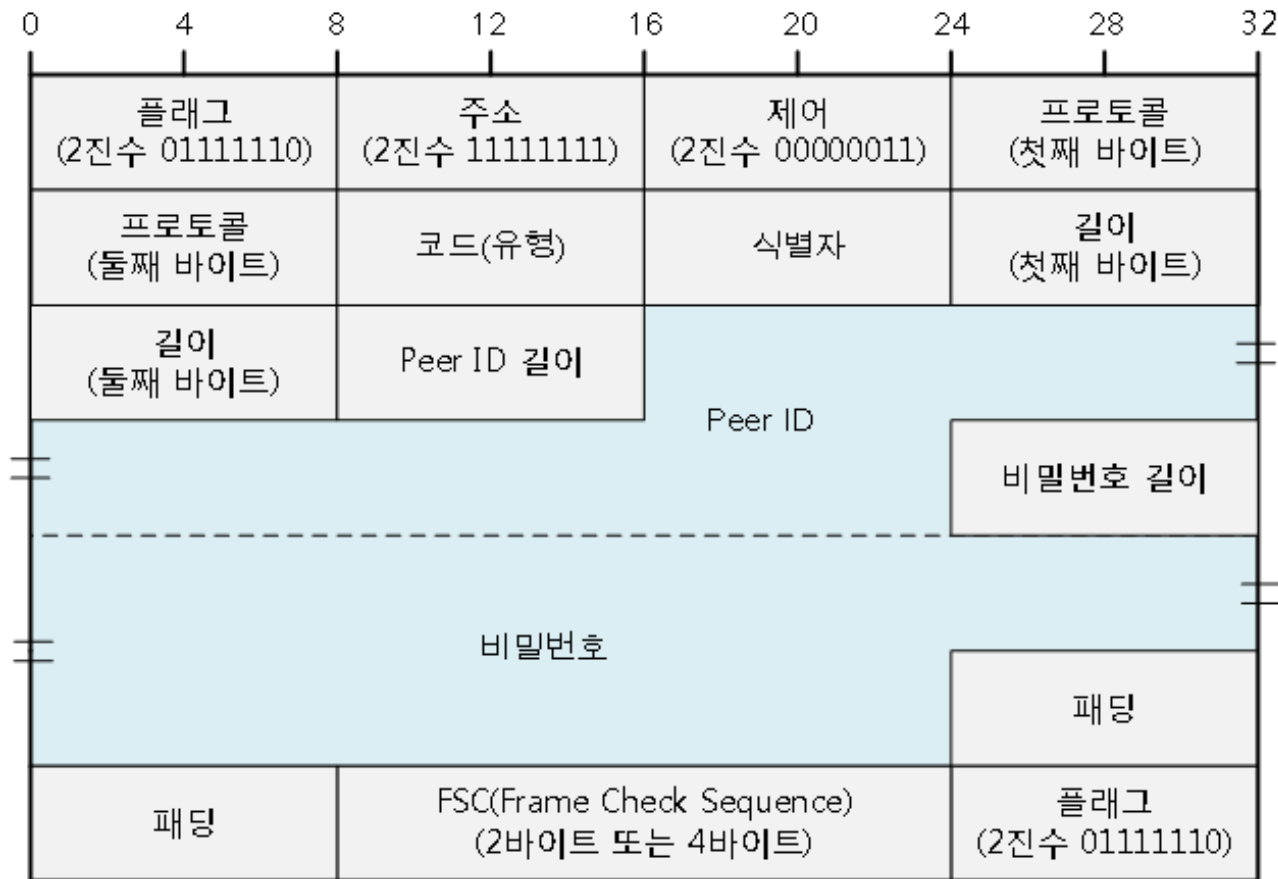 0 4 8 12 16 20 24 28 32
플래그
(2진수 01111110)
주소
(2진수 11111111)
제어
(2진수 00000011)
프로토콜
(첫째 바이트)
프로토콜
(둘째 바이트)
코드(유형)
식별자
길이
(첫째 바이트)
길이
(둘째 바이트)
Peer ID 길이
Peer ID
비밀번호 길이
비밀번호
패딩
패딩
FSC(Frame Check Sequence)
(2바이트 또는 4바이트)
플래그
(2진수 01111110)